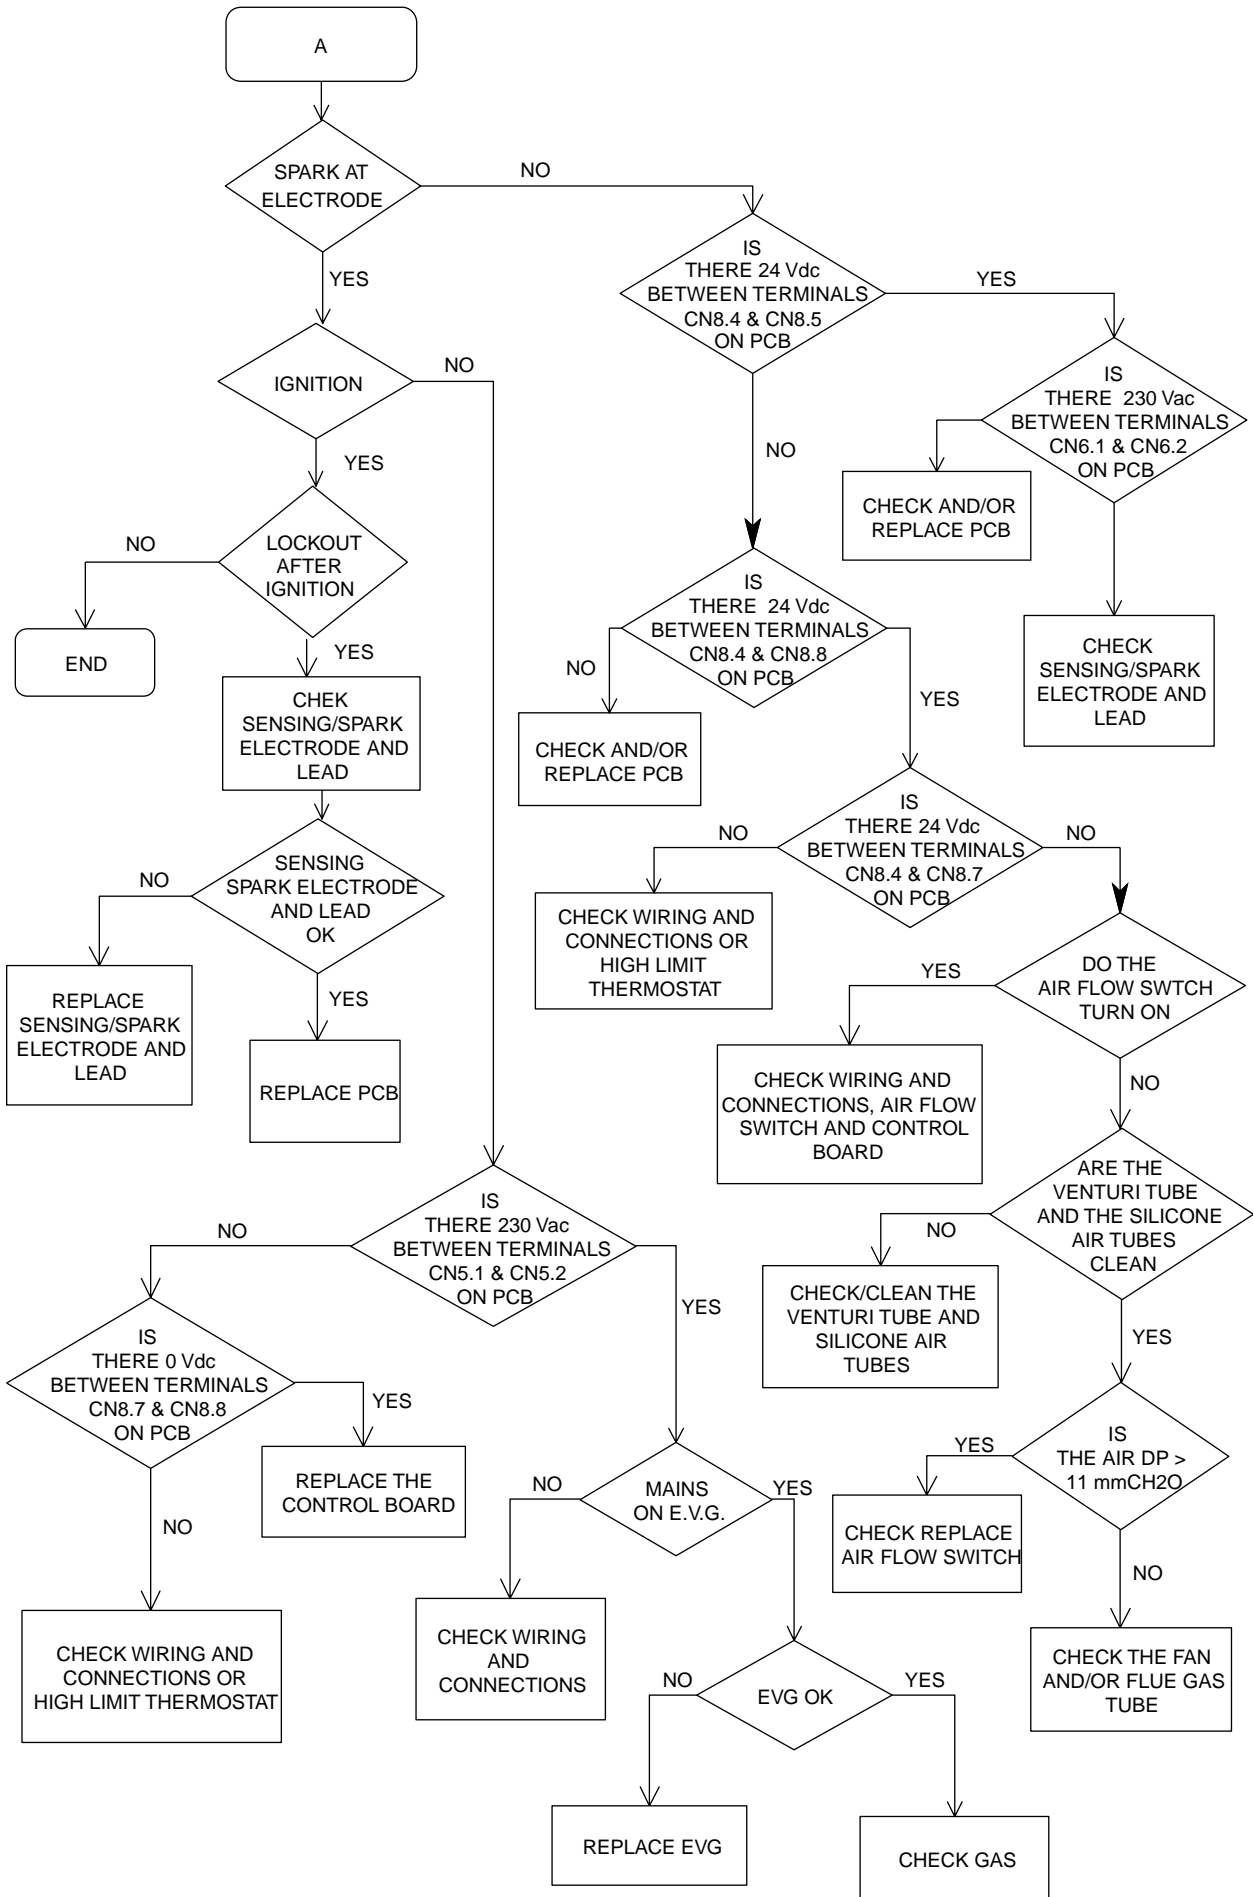 A
SPARK AT
ELECTRODE
NO
YES
IS
THERE 24 Vdc
BETWEEN TERMINALS
CN8.4 & CN8.5
ON PCB
YES
IGNITION
NO
IS
THERE 230 Vac
BETWEEN TERMINALS
CN6.1 & CN6.2
ON PCB
NO
YES
CHECK AND/OR
REPLACE PCB
LOCKOUT
AFTER
IGNITION
NO
END
YES
IS
THERE 24 Vdc
BETWEEN TERMINALS
CN8.4 & CN8.8
ON PCB
NO
YES
CHECK
SENSING/SPARK
ELECTRODE AND
LEAD
CHEK
SENSING/SPARK
ELECTRODE AND
LEAD
CHECK AND/OR
REPLACE PCB
IS
THERE 24 Vdc
BETWEEN TERMINALS
CN8.4 & CN8.7
ON PCB
NO
NO
SENSING
SPARK ELECTRODE
AND LEAD
OK
NO
YES
CHECK WIRING AND
CONNECTIONS OR
HIGH LIMIT
THERMOSTAT
DO THE
AIR FLOW SWTCH
TURN ON
YES
NO
REPLACE
SENSING/SPARK
ELECTRODE AND
LEAD
REPLACE PCB
CHECK WIRING AND
CONNECTIONS, AIR FLOW
SWITCH AND CONTROL
BOARD
ARE THE
VENTURI TUBE
AND THE SILICONE
AIR TUBES
CLEAN
NO
YES
IS
THERE 230 Vac
BETWEEN TERMINALS
CN5.1 & CN5.2
ON PCB
NO
YES
CHECK/CLEAN THE
VENTURI TUBE AND
SILICONE AIR
TUBES
IS
THERE 0 Vdc
BETWEEN TERMINALS
CN8.7 & CN8.8
ON PCB
YES
NO
REPLACE THE
CONTROL BOARD
IS
THE AIR DP >
11 mmCH2O
YES
NO
MAINS
ON E.V.G.
NO
YES
CHECK REPLACE
AIR FLOW SWITCH
CHECK WIRING AND
CONNECTIONS OR
HIGH LIMIT THERMOSTAT
CHECK WIRING
AND
CONNECTIONS
CHECK THE FAN
AND/OR FLUE GAS
TUBE
EVG OK
NO
YES
REPLACE EVG
CHECK GAS